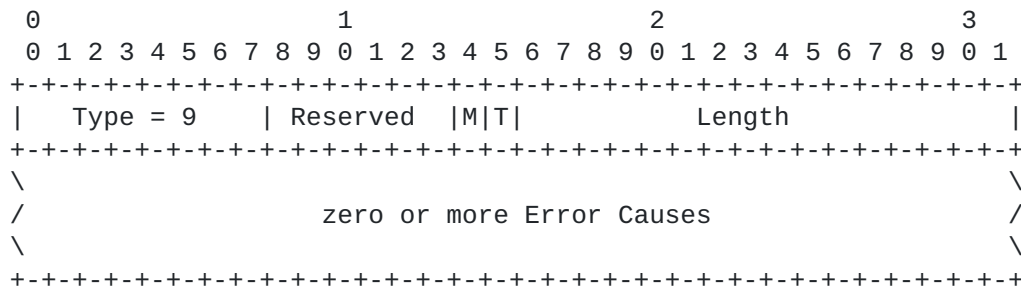 0                   1                   2                   3
 0 1 2 3 4 5 6 7 8 9 0 1 2 3 4 5 6 7 8 9 0 1 2 3 4 5 6 7 8 9 0 1
+-+-+-+-+-+-+-+-+-+-+-+-+-+-+-+-+-+-+-+-+-+-+-+-+-+-+-+-+-+-+-+-+
|   Type = 9    | Reserved  |M|T|           Length              |
+-+-+-+-+-+-+-+-+-+-+-+-+-+-+-+-+-+-+-+-+-+-+-+-+-+-+-+-+-+-+-+-+
\                                                               \
/                   zero or more Error Causes                   /
\                                                               \
+-+-+-+-+-+-+-+-+-+-+-+-+-+-+-+-+-+-+-+-+-+-+-+-+-+-+-+-+-+-+-+-+